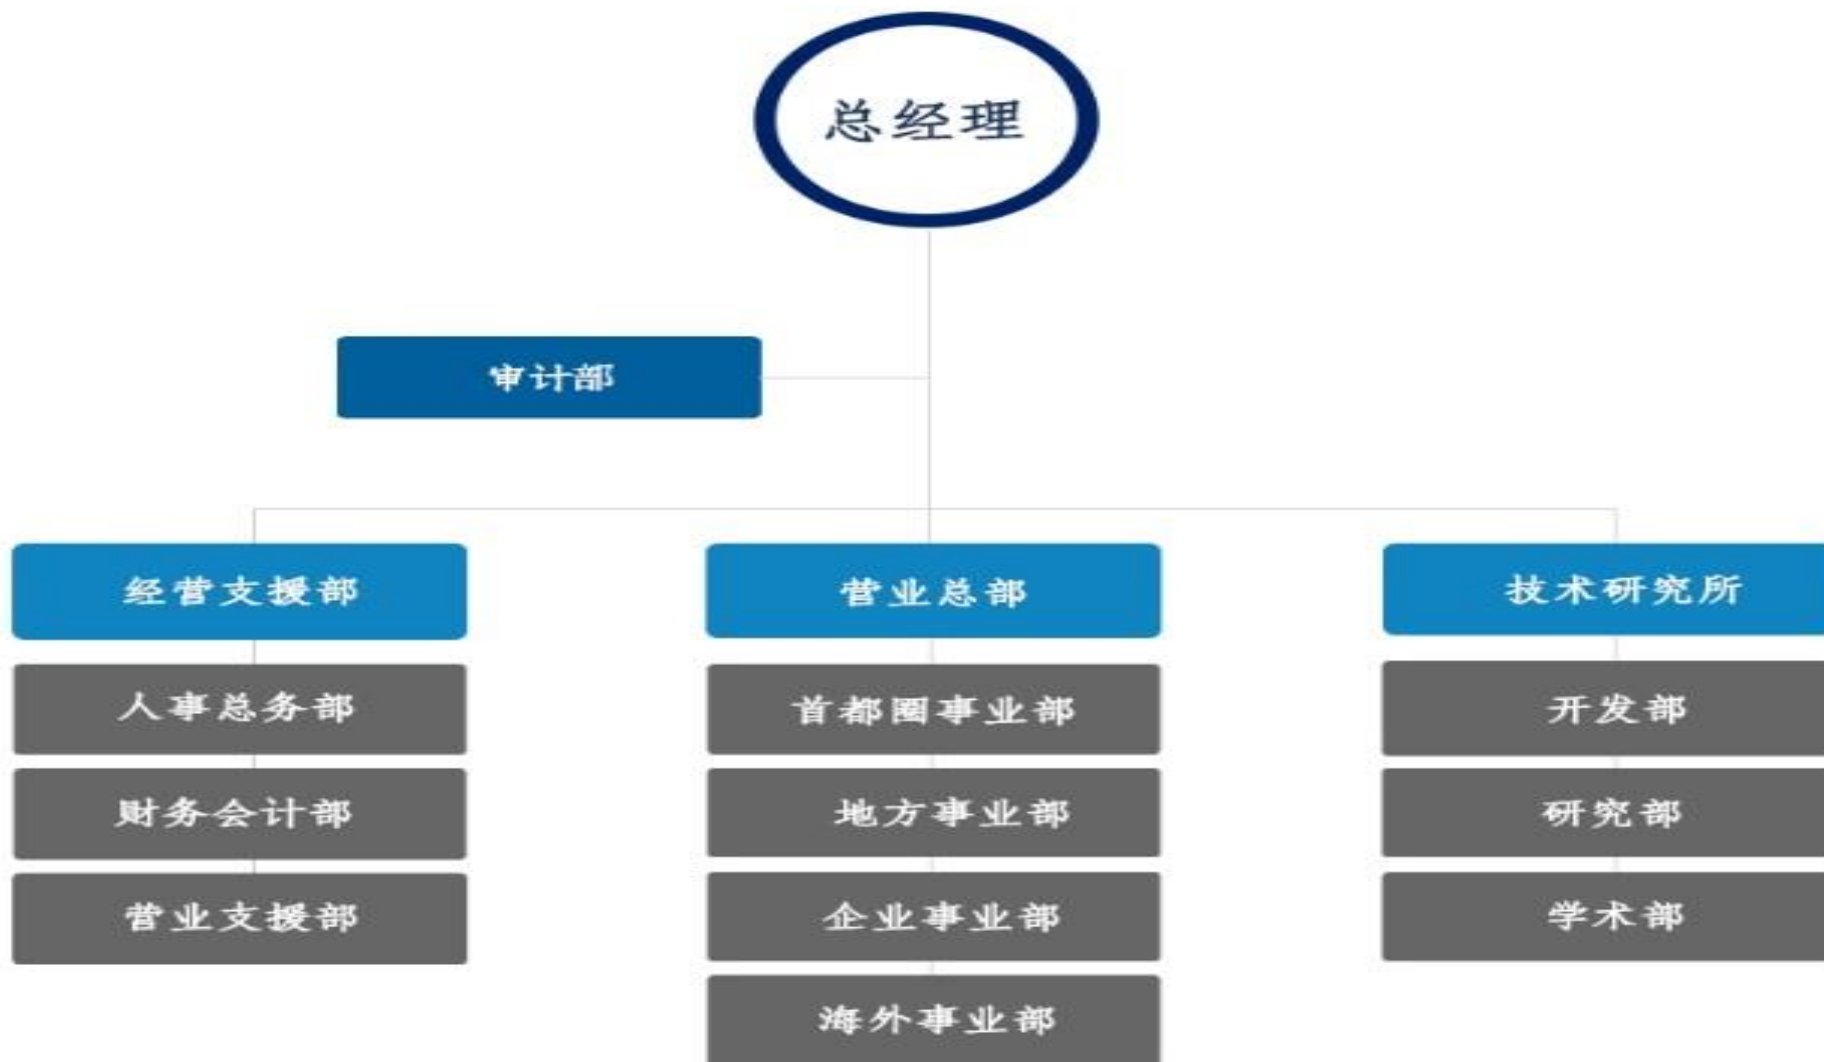 总经理
审计部
经营支援部
人事总务部
财务会计部
营业支援部
营业总部
首都圈事业部
地方事业部
企业事业部
海外事业部
技术研究所
开发部
研究部
学术部